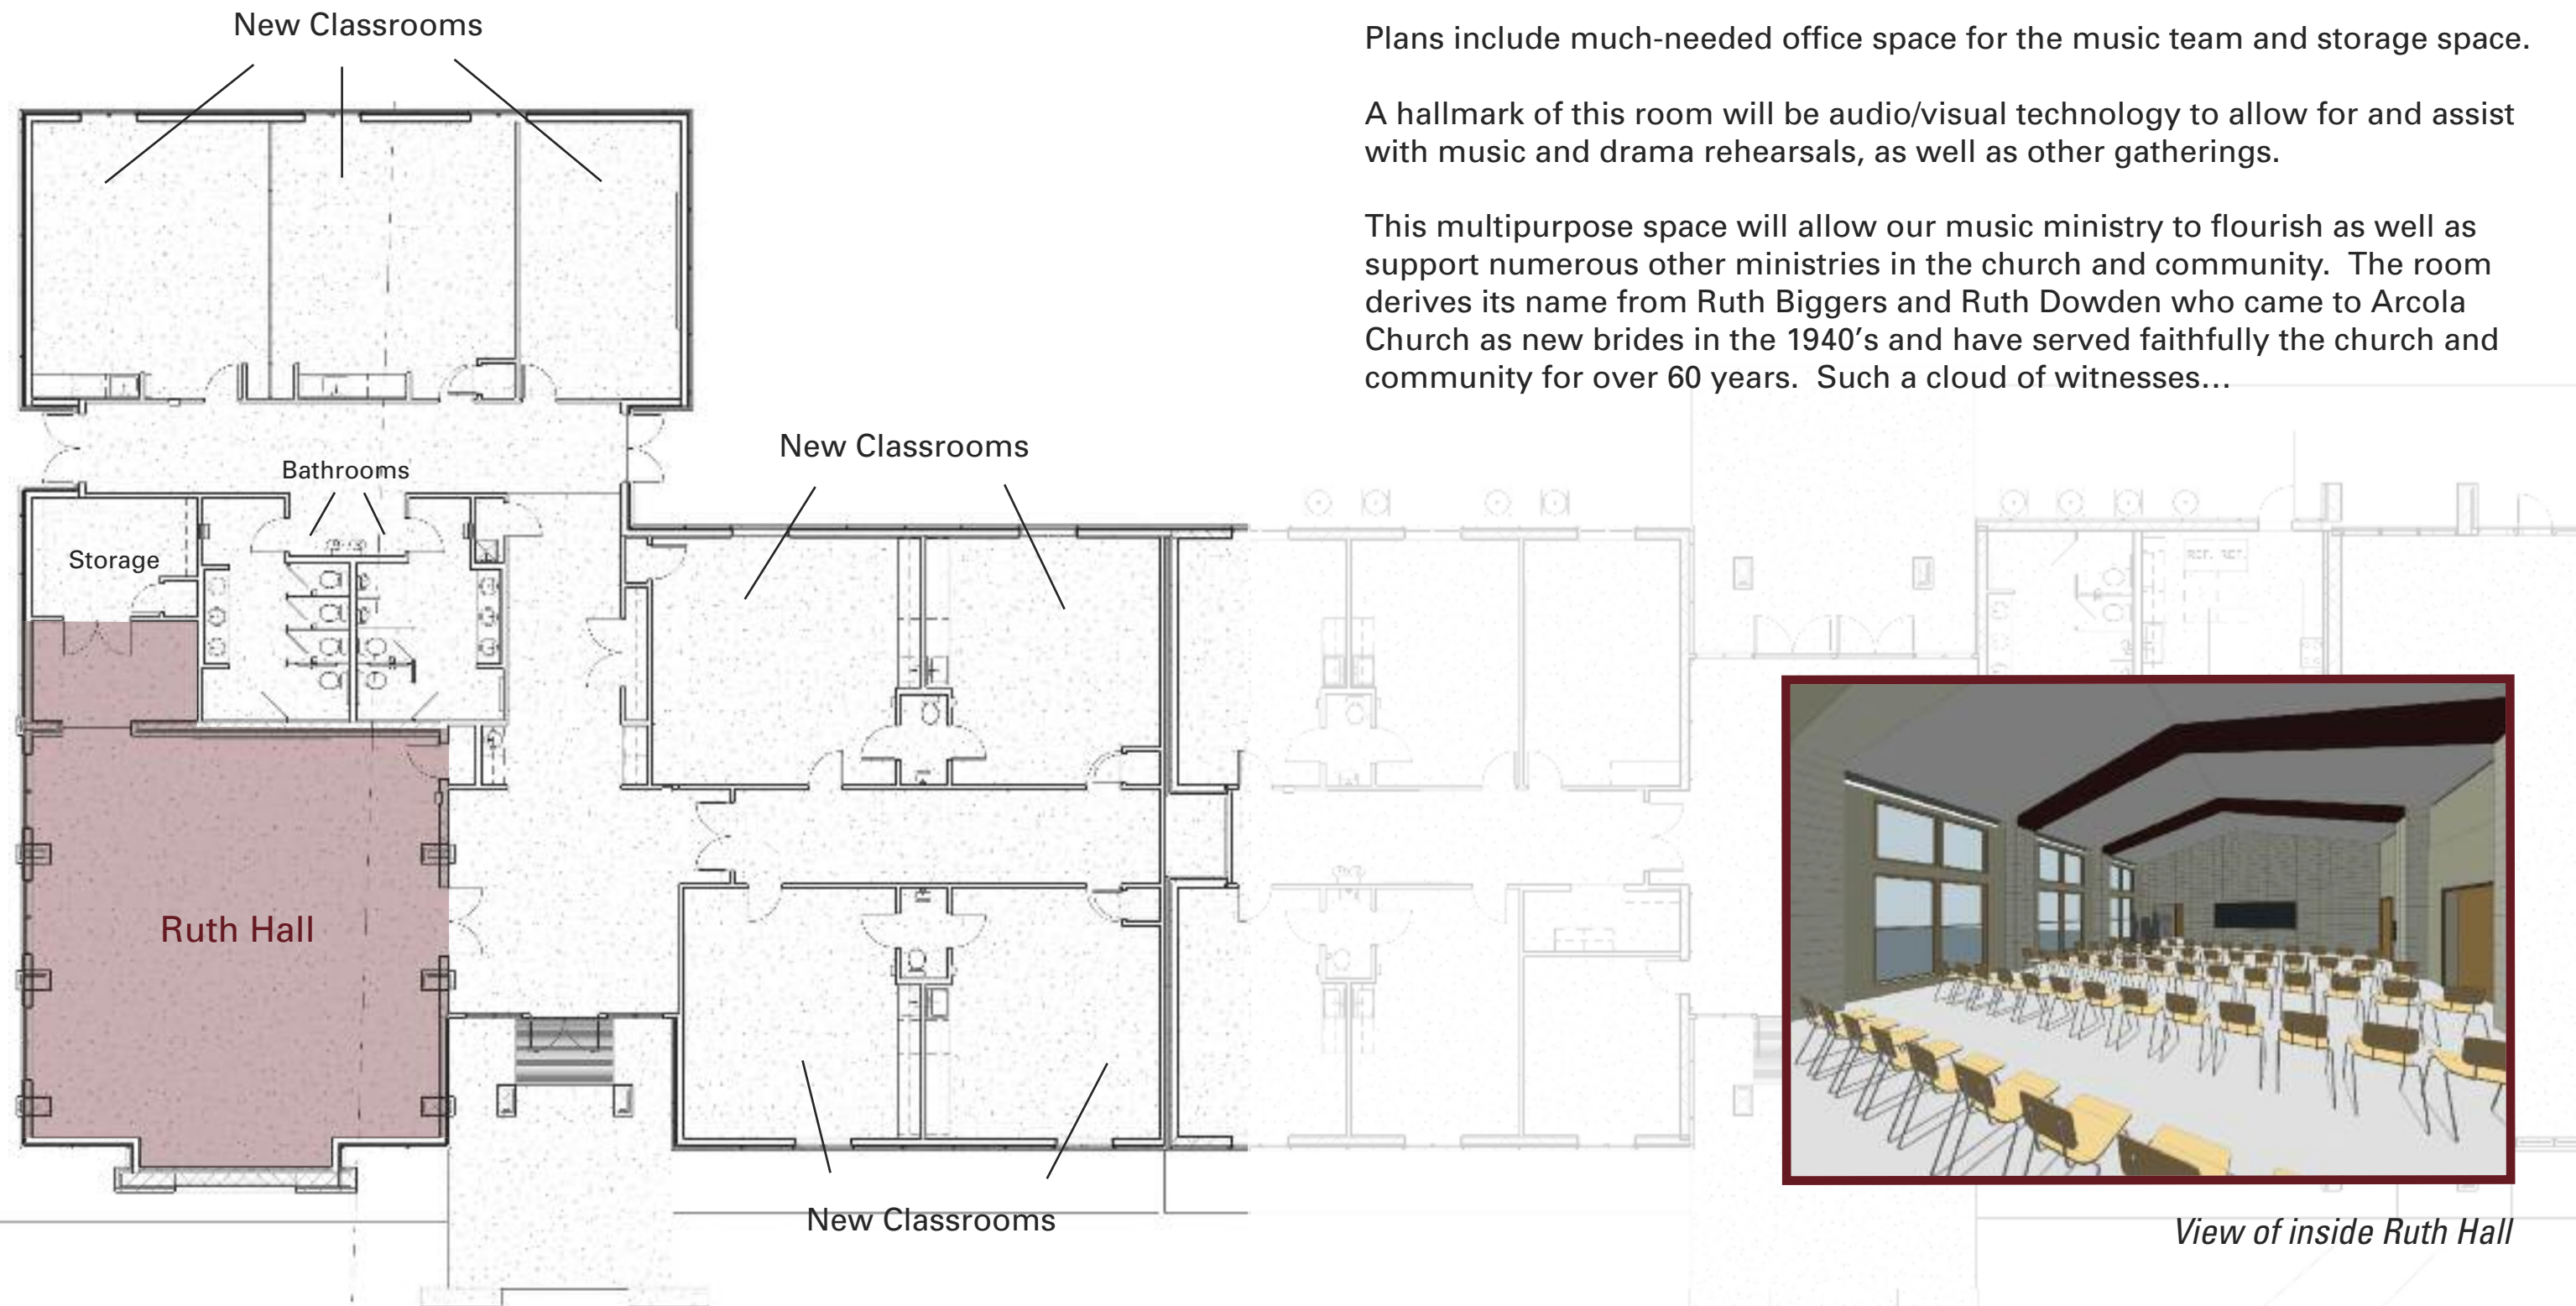 New Classrooms
Plans include much-needed office space for the music team and storage space.
A hallmark of this room will be audio/visual technology to allow for and assist
with music and drama rehearsals, as well as other gatherings.
This multipurpose space will allow our music ministry to flourish as well as
support numerous other ministries in the church and community.  The room
derives its name from Ruth Biggers and Ruth Dowden who came to Arcola
Church as new brides in the 1940's and have served faithfully the church and
community for over 60 years.  Such a cloud of witnesses...
New Classrooms
Bathrooms
Storage
REF. REF.
Ruth Hall
New Classrooms
View of inside Ruth Hall